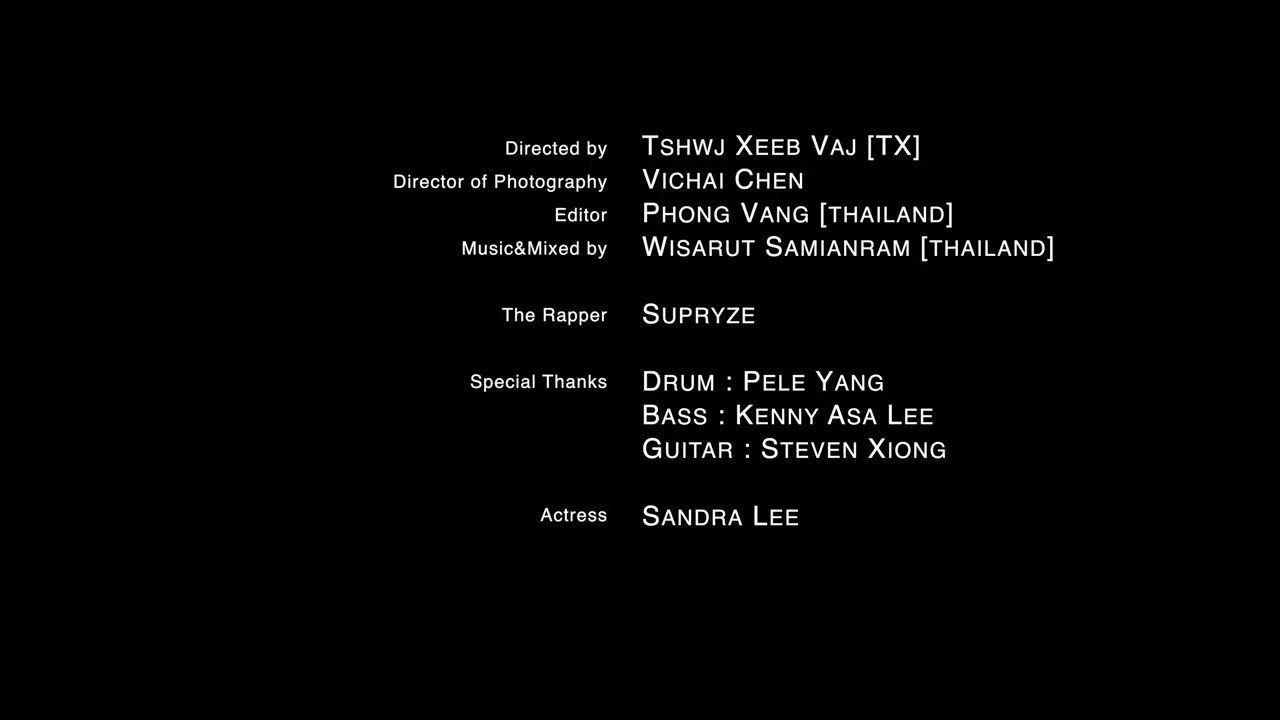 Directed by Tshwj Xeeb Vaj [TX]
Director of Photography Vichai Chen
Editor Phong Vang [thailand]
Music&Mixed by Wisarut Samianram [thailand]
The Rapper Supryze
Special Thanks Drum : Pele Yang
Bass : Kenny Asa Lee
Guitar : Steven Xiong
Actress Sandra Lee